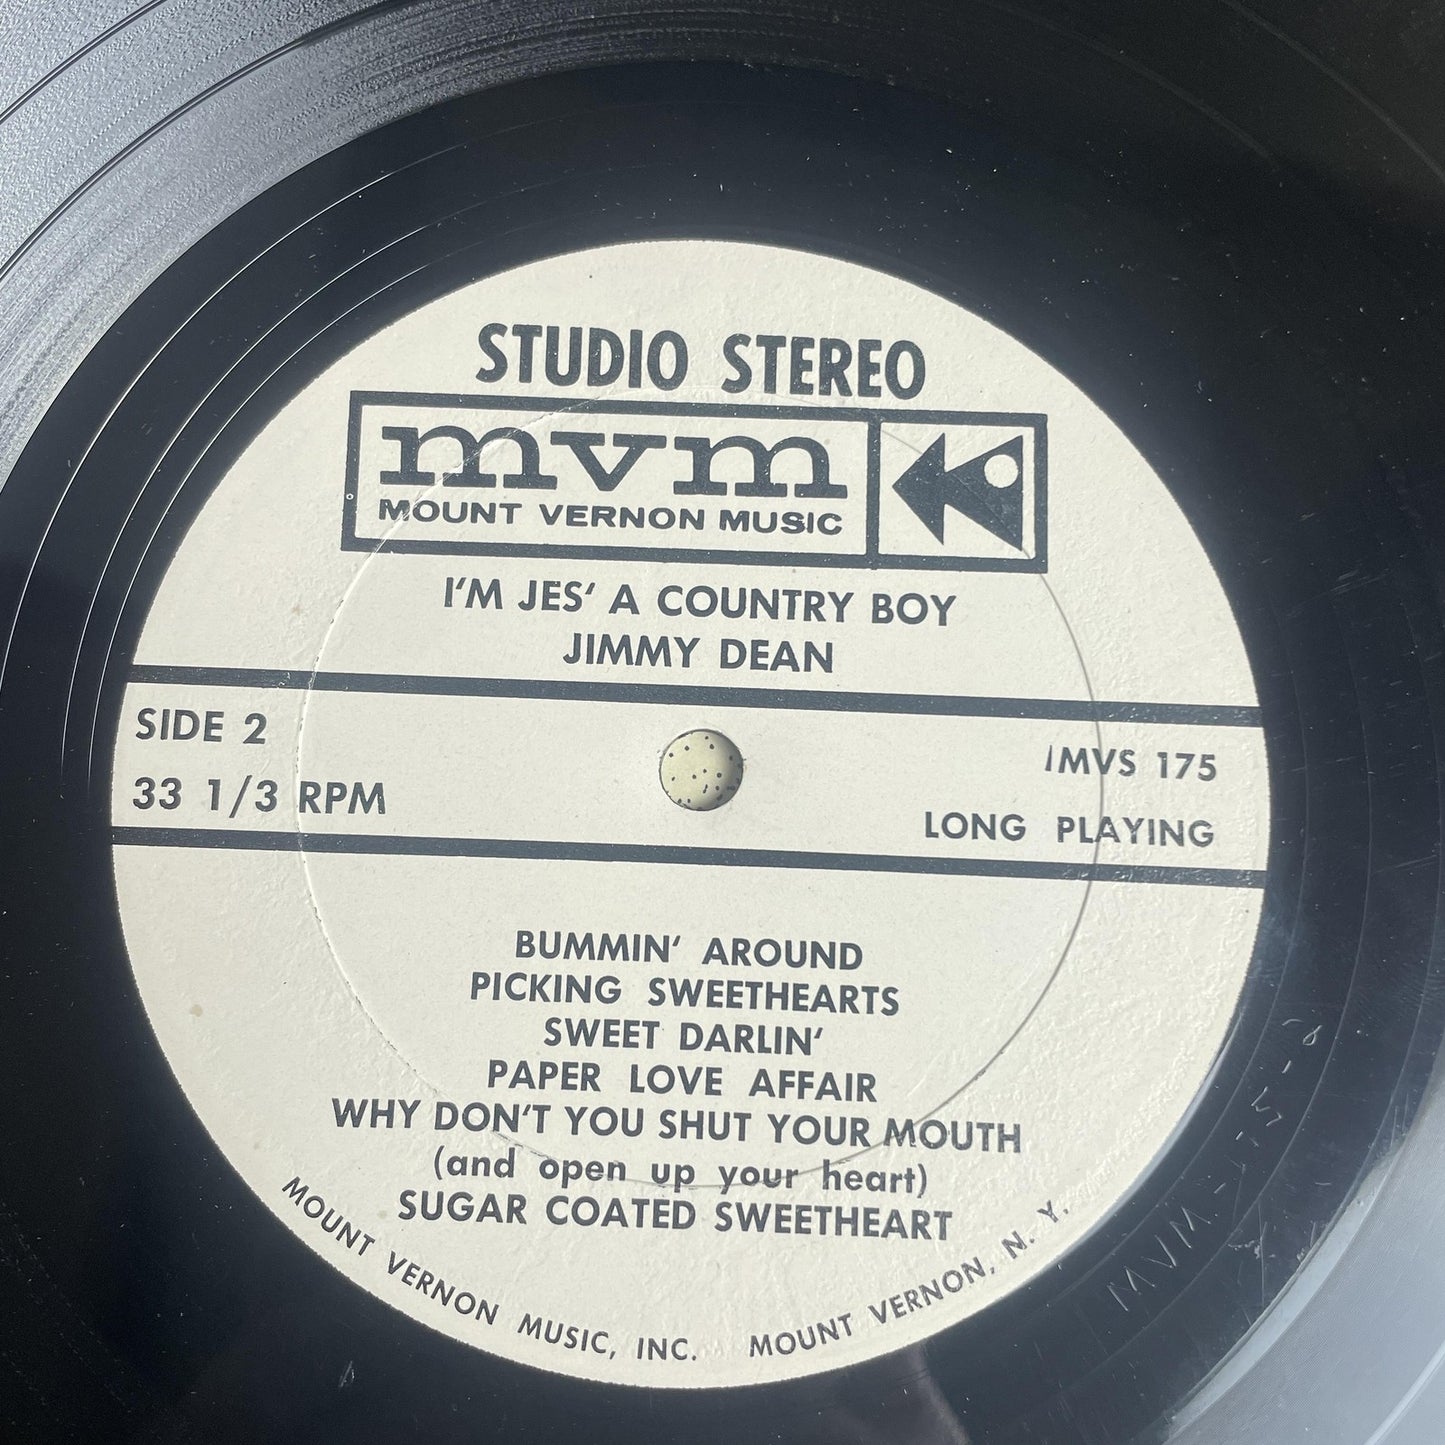 STUDIO STEREO
mvm
MOUNT VERNON MUSIC
I'M JES' A COUNTRY BOY
JIMMY DEAN
SIDE 2
33 1/3 RPM
MVS 175
LONG PLAYING
BUMMIN' AROUND
PICKING SWEETHEARTS
SWEET DARLIN'
PAPER LOVE AFFAIR
WHY DON'T YOU SHUT YOUR MOUTH
(and open up your heart)
SUGAR COATED SWEETHEART
MOUNT VERNON MUSIC, INC. MOUNT VERNON, N. Y.